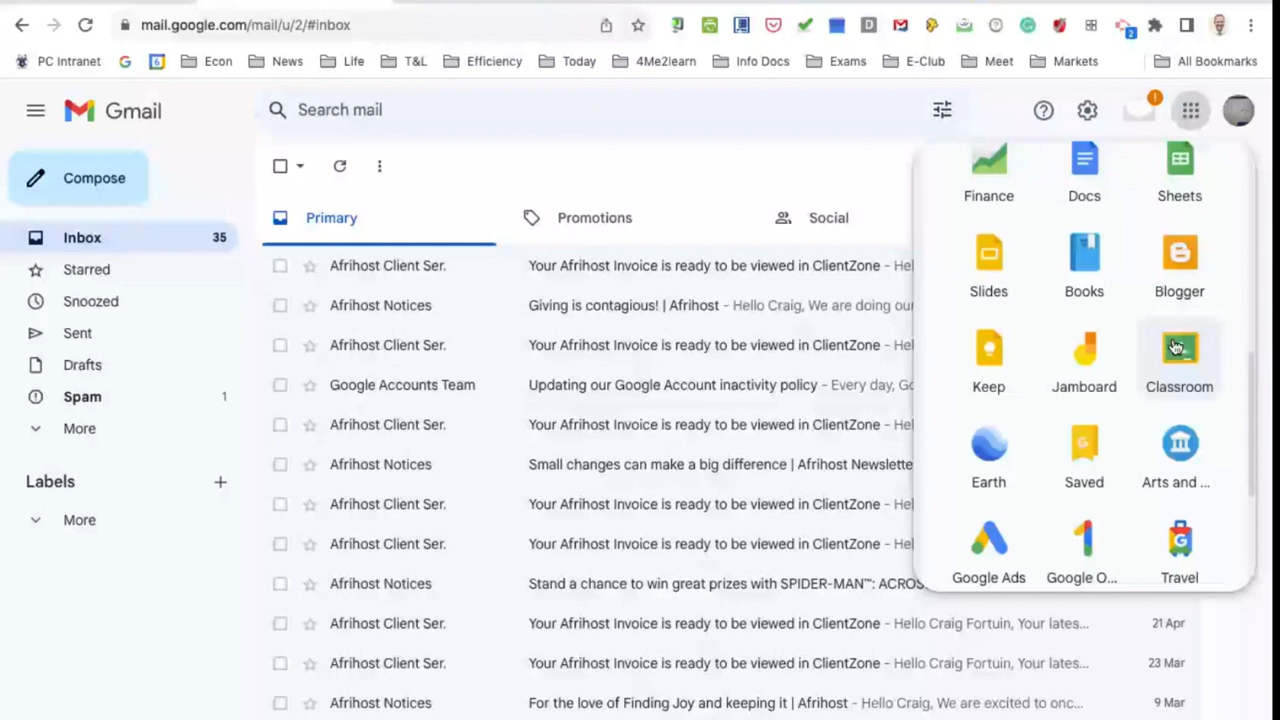 mail.google.com/mail/u/2/#inbox
D
2
PC Intranet
G
6
Econ
News
Life
T&L
Efficiency
Today
4Me2learn
Info Docs
Exams
E-Club
Meet
Markets
All Bookmarks
Gmail
Search mail
!
Compose
Inbox 35
Starred
Snoozed
Sent
Drafts
Spam 1
More
Labels +
More
Primary
Promotions
Social
Afrihost Client Ser. Your Afrihost Invoice is ready to be viewed in ClientZone - Hel
Afrihost Notices Giving is contagious! | Afrihost - Hello Craig, We are doing our
Afrihost Client Ser. Your Afrihost Invoice is ready to be viewed in ClientZone - Hel
Google Accounts Team Updating our Google Account inactivity policy - Every day, Go
Afrihost Client Ser. Your Afrihost Invoice is ready to be viewed in ClientZone - Hel
Afrihost Notices Small changes can make a big difference | Afrihost Newslette
Afrihost Client Ser. Your Afrihost Invoice is ready to be viewed in ClientZone - Hel
Afrihost Client Ser. Your Afrihost Invoice is ready to be viewed in ClientZone - Hel
Afrihost Notices Stand a chance to win great prizes with SPIDER-MAN™: ACROS
Afrihost Client Ser. Your Afrihost Invoice is ready to be viewed in ClientZone - Hello Craig Fortuin, Your lates... 21 Apr
Afrihost Client Ser. Your Afrihost Invoice is ready to be viewed in ClientZone - Hello Craig Fortuin, Your lates... 23 Mar
Afrihost Notices For the love of Finding Joy and keeping it | Afrihost - Hello Craig, We are excited to onc... 9 Mar
Finance Docs Sheets
Slides Books Blogger
Keep Jamboard Classroom
Earth Saved Arts and ...
Google Ads Google O... Travel